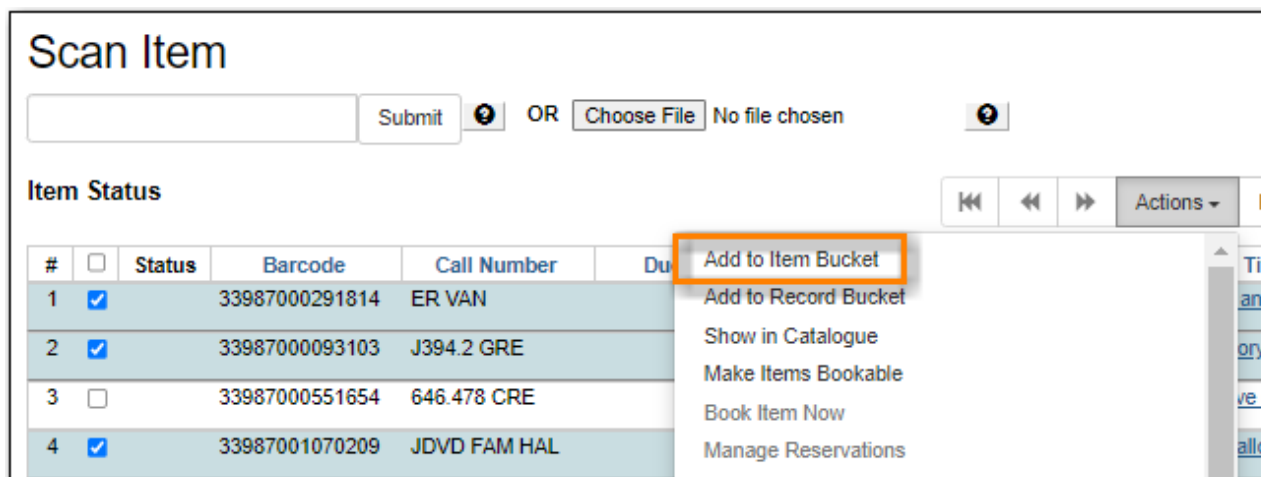 Scan Item
Submit OR Choose File No file chosen
Item Status
Actions
# Status Barcode Call Number
Add to Item Bucket
1 33987000291814 ER VAN
Add to Record Bucket
2 33987000093103 J394.2 GRE
Show in Catalogue
Make Items Bookable
3 33987000551654 646.478 CRE
Book Item Now
4 33987001070209 JDVD FAM HAL
Manage Reservations